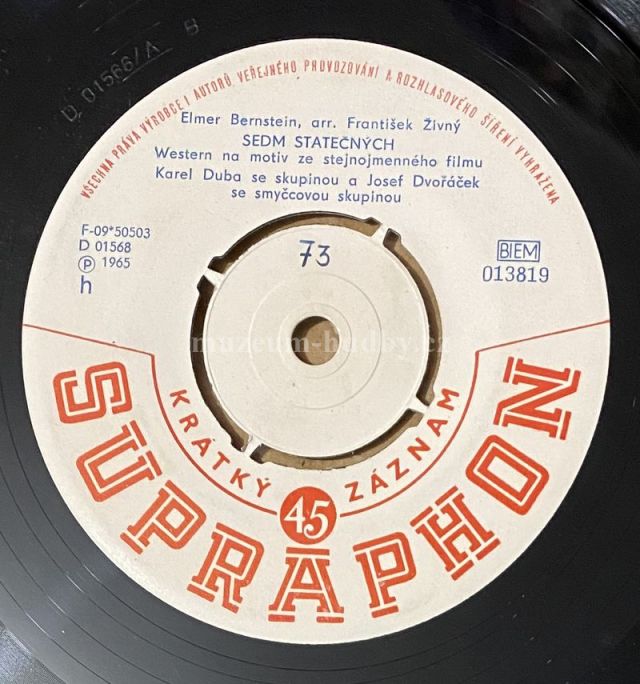 D 01566/A B
VŠECHNA PRÁVA VÝROBCE I AUTORŮ VEŘEJNÉHO PROVOZOVÁNÍ A ROZHLASOVÉHO ŠÍŘENÍ VYHRAŽENA
Elmer Bernstein, arr. František Živný
SEDM STATEČNÝCH
Western na motiv ze stejnojmenného filmu
Karel Duba se skupinou a Josef Dvořáček
se smyčcovou skupinou
F-09*50503
D 01568
Ⓟ 1965
h
73
BIEM
013819
muzeum-hudby.cz
KRÁTKÝ 45 ZÁZNAM
SUPRAPHON